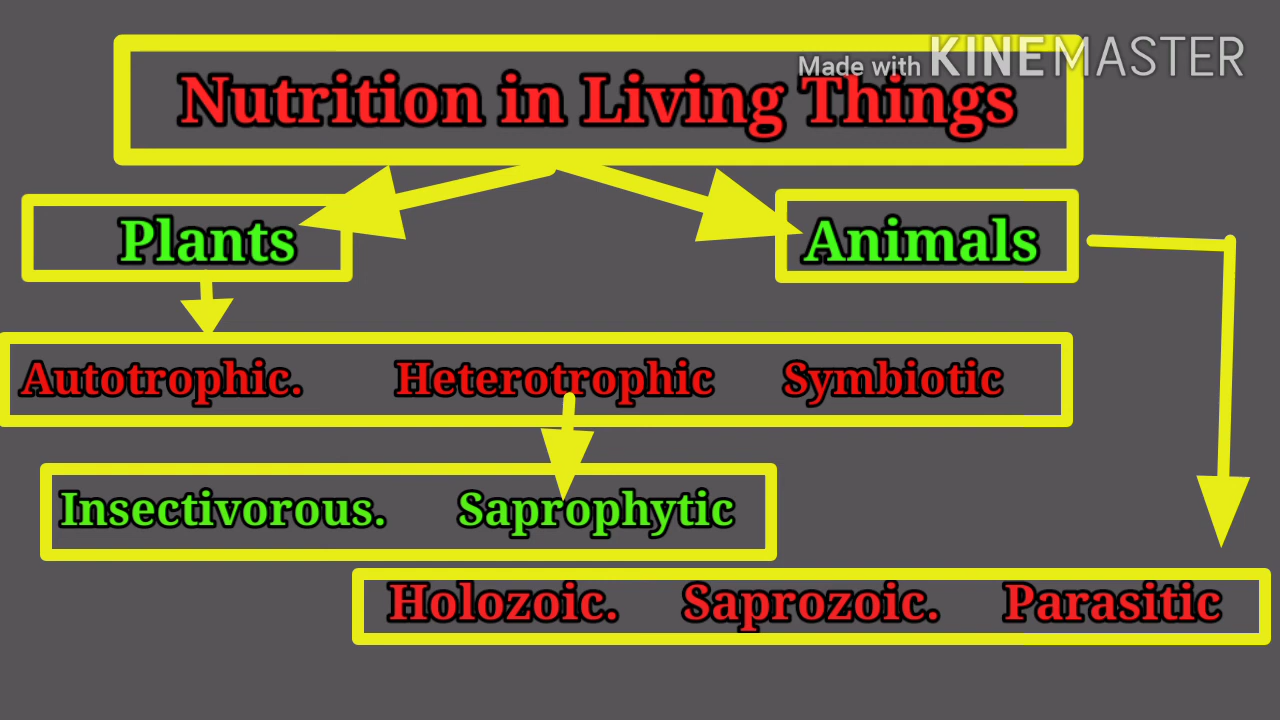 Made with KINEMASTER
Nutrition in Living Things
Plants Animals
Autotrophic. Heterotrophic Symbiotic
Insectivorous. Saprophytic
Holozoic. Saprozoic. Parasitic